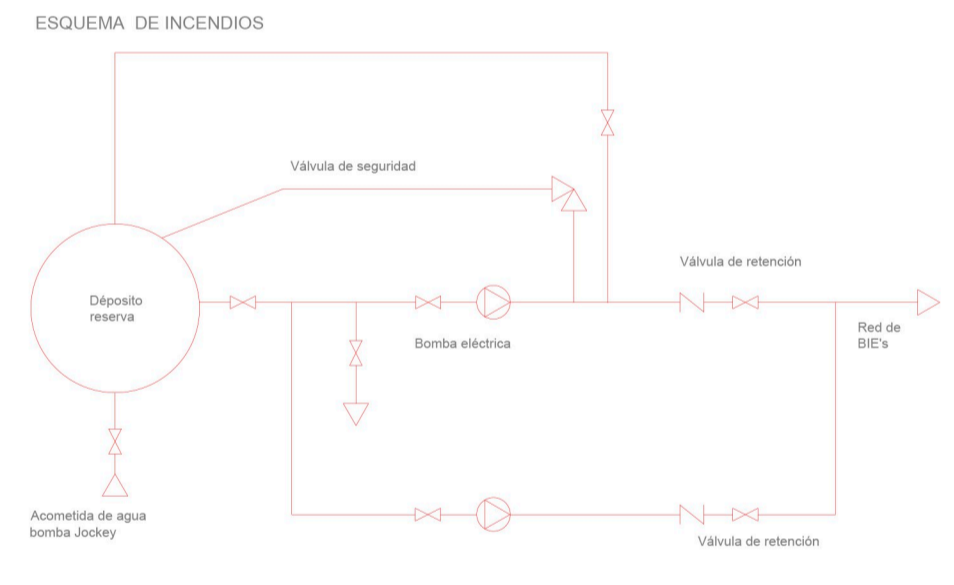 ESQUEMA DE INCENDIOS
Válvula de seguridad
Válvula de retención
Déposito
reserva
Bomba eléctrica
Red de
BIE's
Acometida de agua
bomba Jockey
Válvula de retención